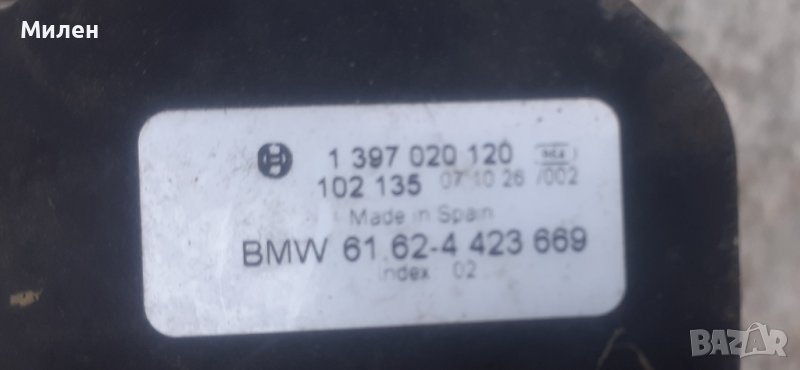 Милен
1 397 020 120
102 135 07 10 26 /002
Made in Spain
BMW 61.62-4 423 669
Index 02
BAZAR